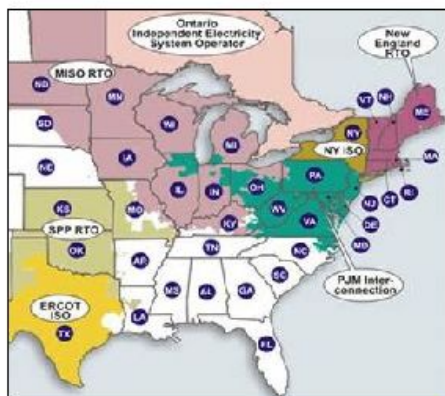 Ontario
Independent Electricity
System Operator
New
England
RTO
MISO RTO
ND
MN
VT
NH
ME
SD
WI
MI
NY
NY ISO
MA
NE
IA
PA
IL
IN
OH
NJ
CT
RI
KS
MO
WV
VA
DE
KY
MD
SPP RTO
OK
AR
TN
NC
PJM Inter-
connection
SC
MS
AL
GA
ERCOT
ISO
TX
LA
FL